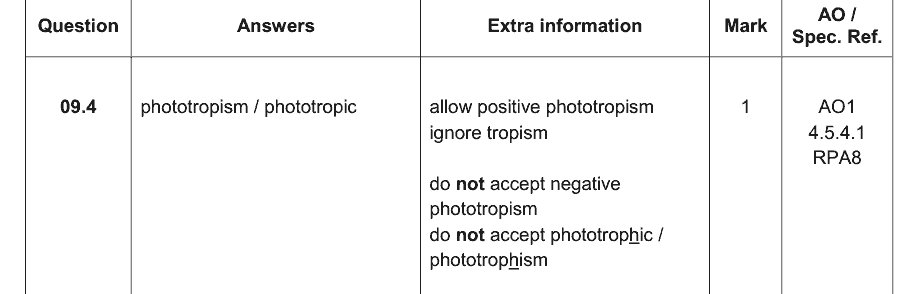 Question Answers Extra information Mark AO /
Spec. Ref.
09.4 phototropism / phototropic allow positive phototropism 1 AO1
ignore tropism 4.5.4.1
RPA8
do not accept negative
phototropism
do not accept phototrophic /
phototrophism